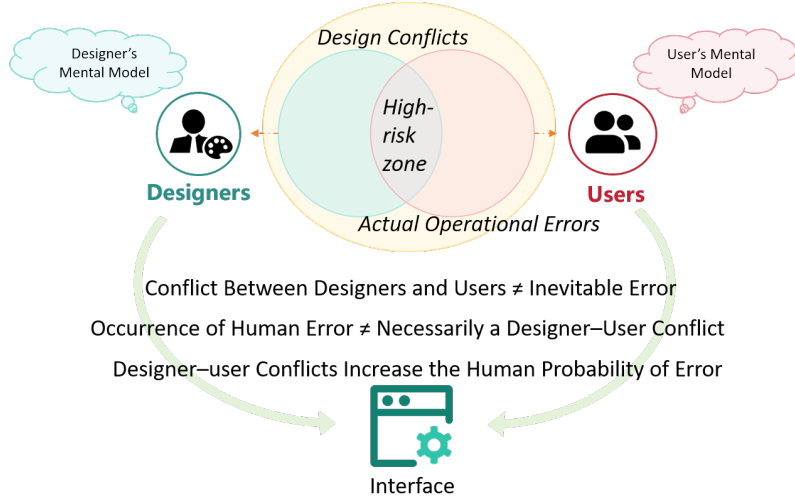 Designer's
Mental Model
Design Conflicts
User's Mental
Model
High-
risk
zone
Designers
Users
Actual Operational Errors
Conflict Between Designers and Users ≠ Inevitable Error
Occurrence of Human Error ≠ Necessarily a Designer–User Conflict
Designer–user Conflicts Increase the Human Probability of Error
Interface